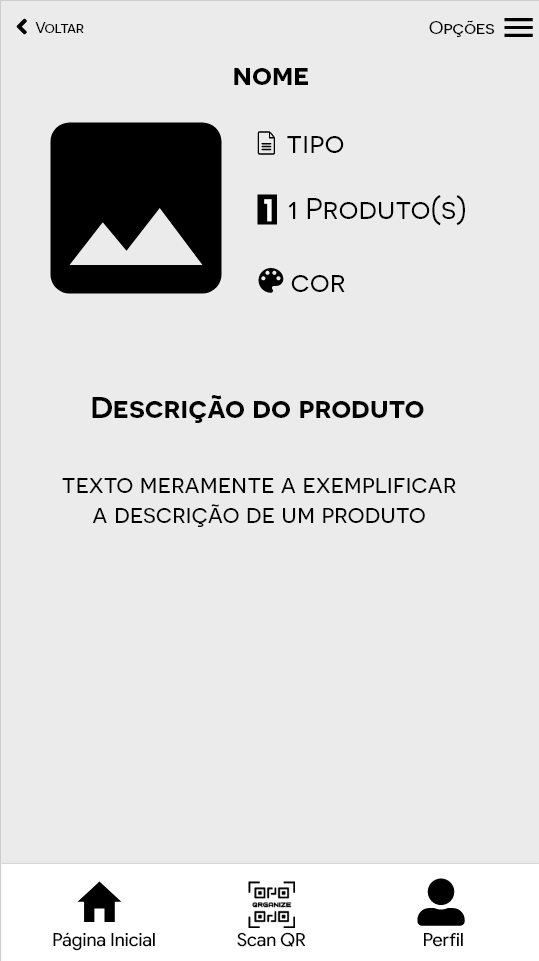 Voltar
Opções
NOME
TIPO
1
1 Produto(s)
COR
Descrição do produto
TEXTO MERAMENTE A EXEMPLIFICAR
A DESCRIÇÃO DE UM PRODUTO
QRGANIZE
Página Inicial
Scan QR
Perfil